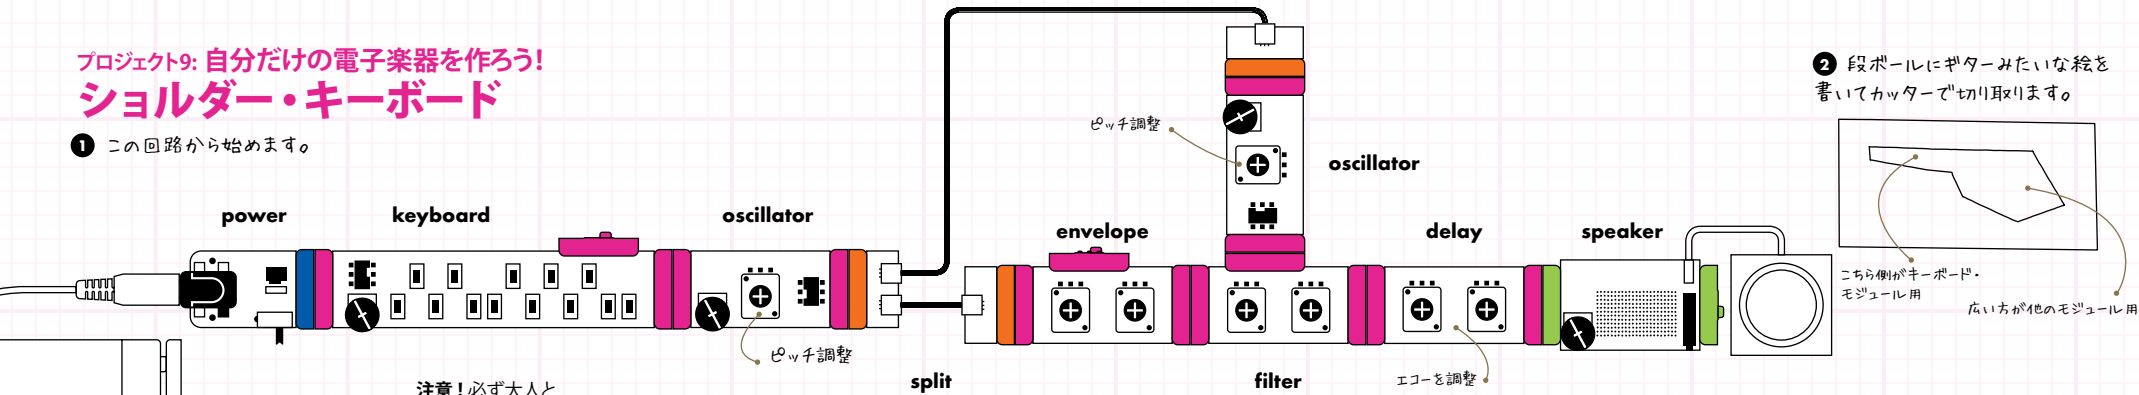 プロジェクト9: 自分だけの電子楽器を作ろう!
ショルダー・キーボード
1 この回路から始めます。
power
keyboard
oscillator
ピッチ調整
split
ピッチ調整
oscillator
envelope
filter
delay
エコーを調整
speaker
2 段ボールにギターみたいな絵を
書いてカッターで切り取ります。
こちら側がキーボード・
モジュール用
広い方が他のモジュール用
注意!必ず大人と